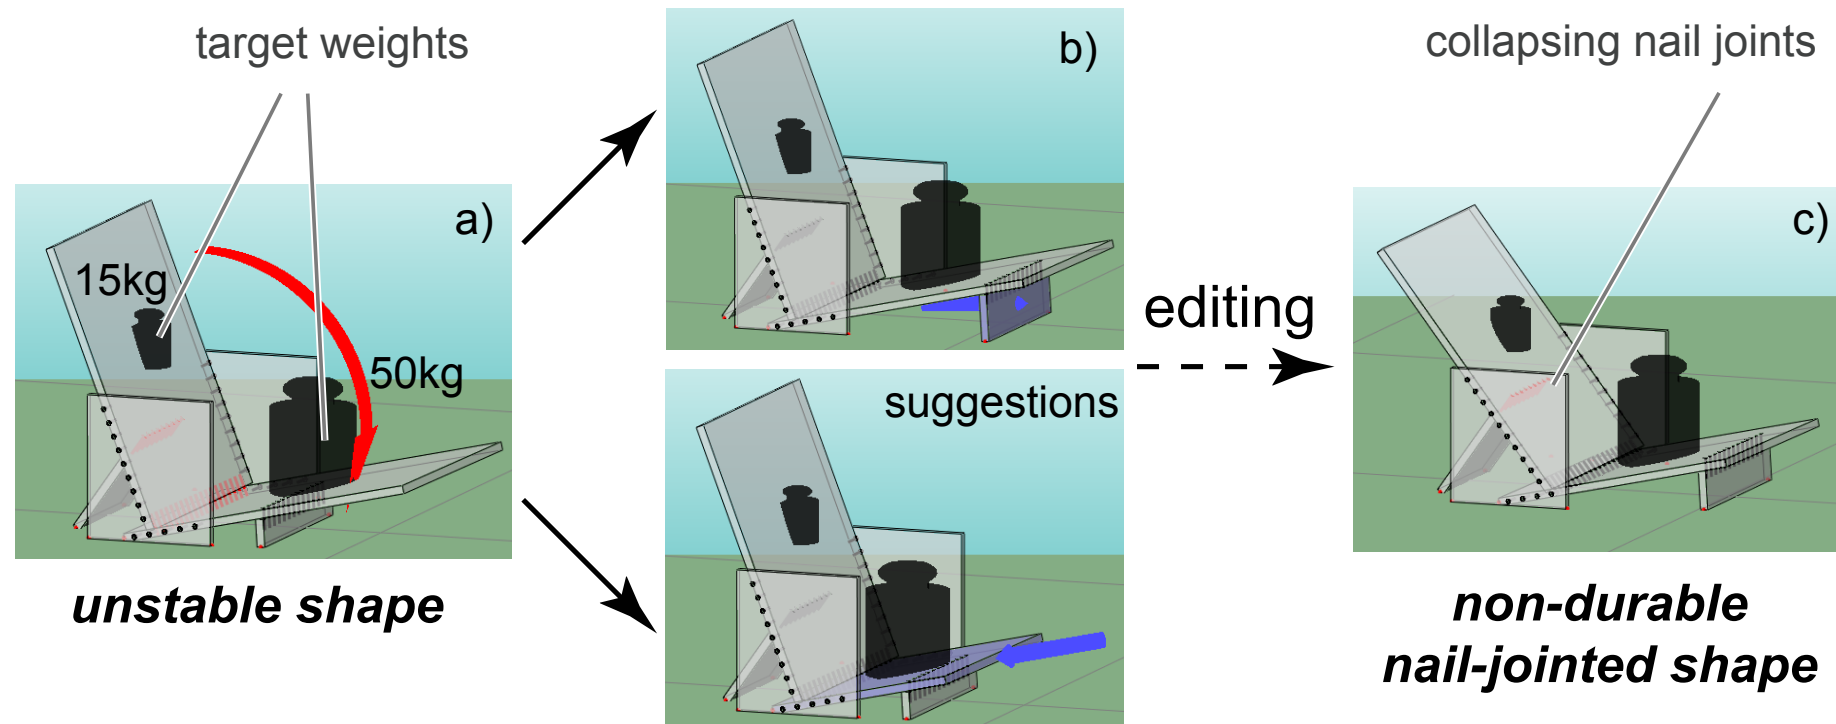 target weights
a)
15kg
50kg
unstable shape
b)
suggestions
editing
collapsing nail joints
c)
non-durable
nail-jointed shape